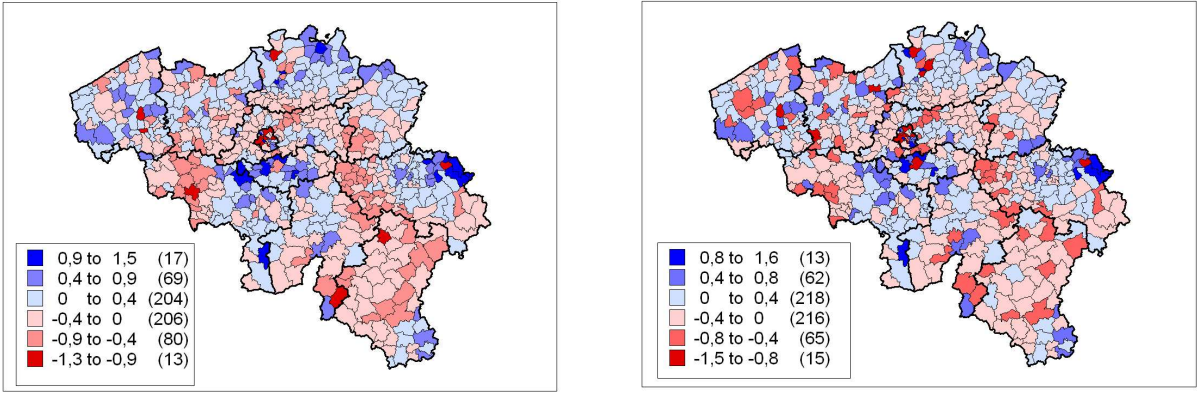 0,9 to 1,5 (17)
0,4 to 0,9 (69)
0 to 0,4 (204)
-0,4 to 0 (206)
-0,9 to -0,4 (80)
-1,3 to -0,9 (13)
0,8 to 1,6 (13)
0,4 to 0,8 (62)
0 to 0,4 (218)
-0,4 to 0 (216)
-0,8 to -0,4 (65)
-1,5 to -0,8 (15)